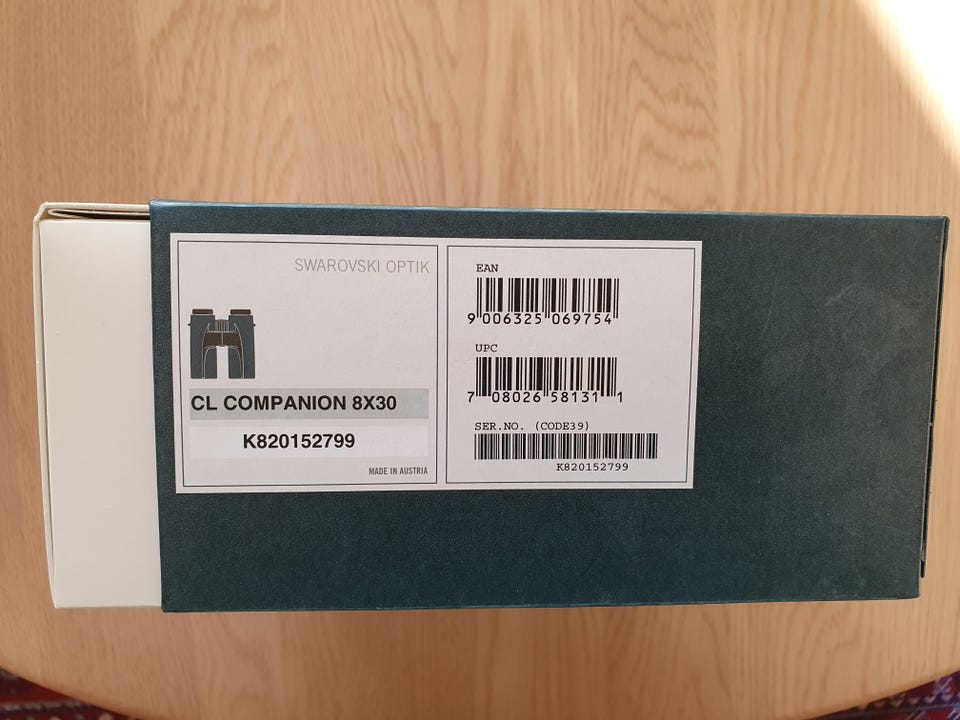 SWAROVSKI OPTIK
CL COMPANION 8X30
K820152799
MADE IN AUSTRIA
EAN
9 006325 069754
UPC
7 08026 58131 1
SER.NO. (CODE39)
K820152799